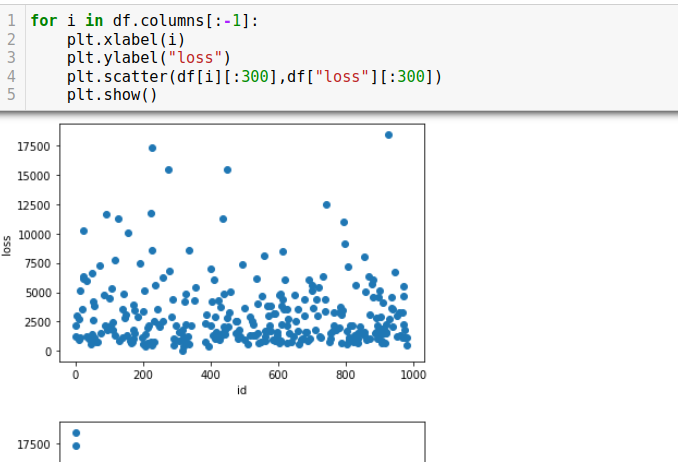 1 for i in df.columns[:-1]:
2 plt.xlabel(i)
3 plt.ylabel("loss")
4 plt.scatter(df[i][:300],df["loss"][:300])
5 plt.show()
17500
15000
12500
10000
7500
5000
2500
0
loss
0 200 400 600 800 1000
id
17500